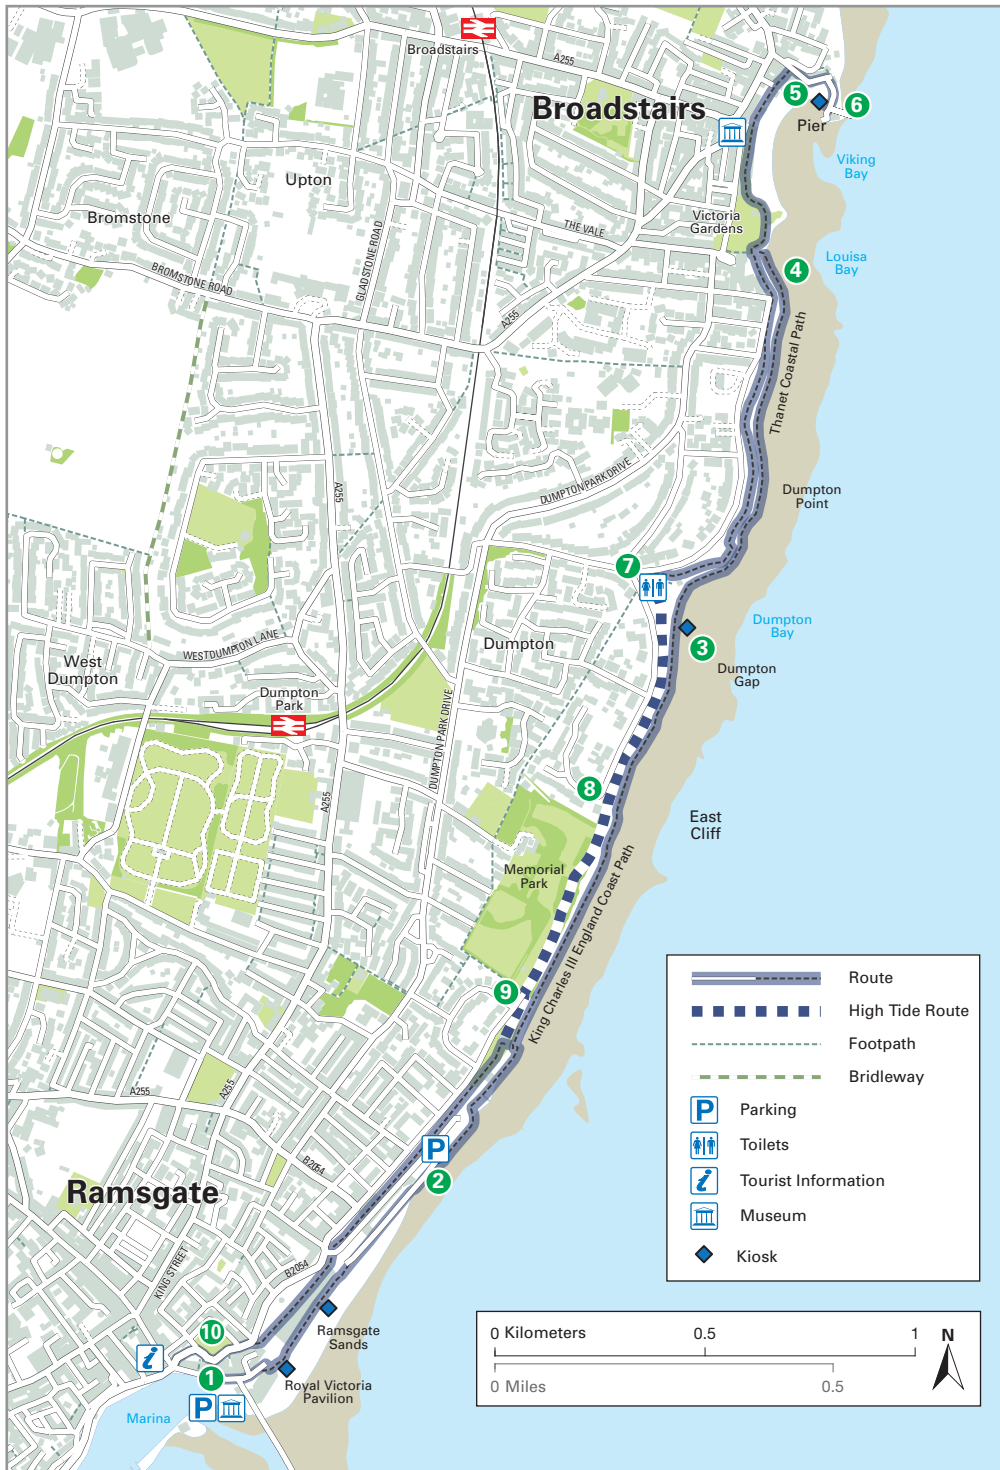 Broadstairs
A255
Broadstairs
5
6
Pier
Viking
Bay
Upton
Bromstone
Victoria
Gardens
THE VALE
GLADSTONE ROAD
BROMSTONE ROAD
Louisa
Bay
4
A255
Thanet Coastal Path
DUMPTON PARK DRIVE
A255
Dumpton
Point
7
Dumpton
Bay
3
Dumpton
Gap
Dumpton
WESTDUMPTON LANE
West
Dumpton
Dumpton
Park
DUMPTON PARK DRIVE
A255
8
East
Cliff
Memorial
Park
King Charles III England Coast Path
9
A255
A255
B2054
P
2
Ramsgate
KING STREET
B2054
10
Ramsgate
Sands
i
1
Royal Victoria
Pavilion
P
Marina
Route
High Tide Route
Footpath
Bridleway
P
Parking
Toilets
i
Tourist Information
Museum
Kiosk
0 Kilometers
0.5
1
N
0 Miles
0.5